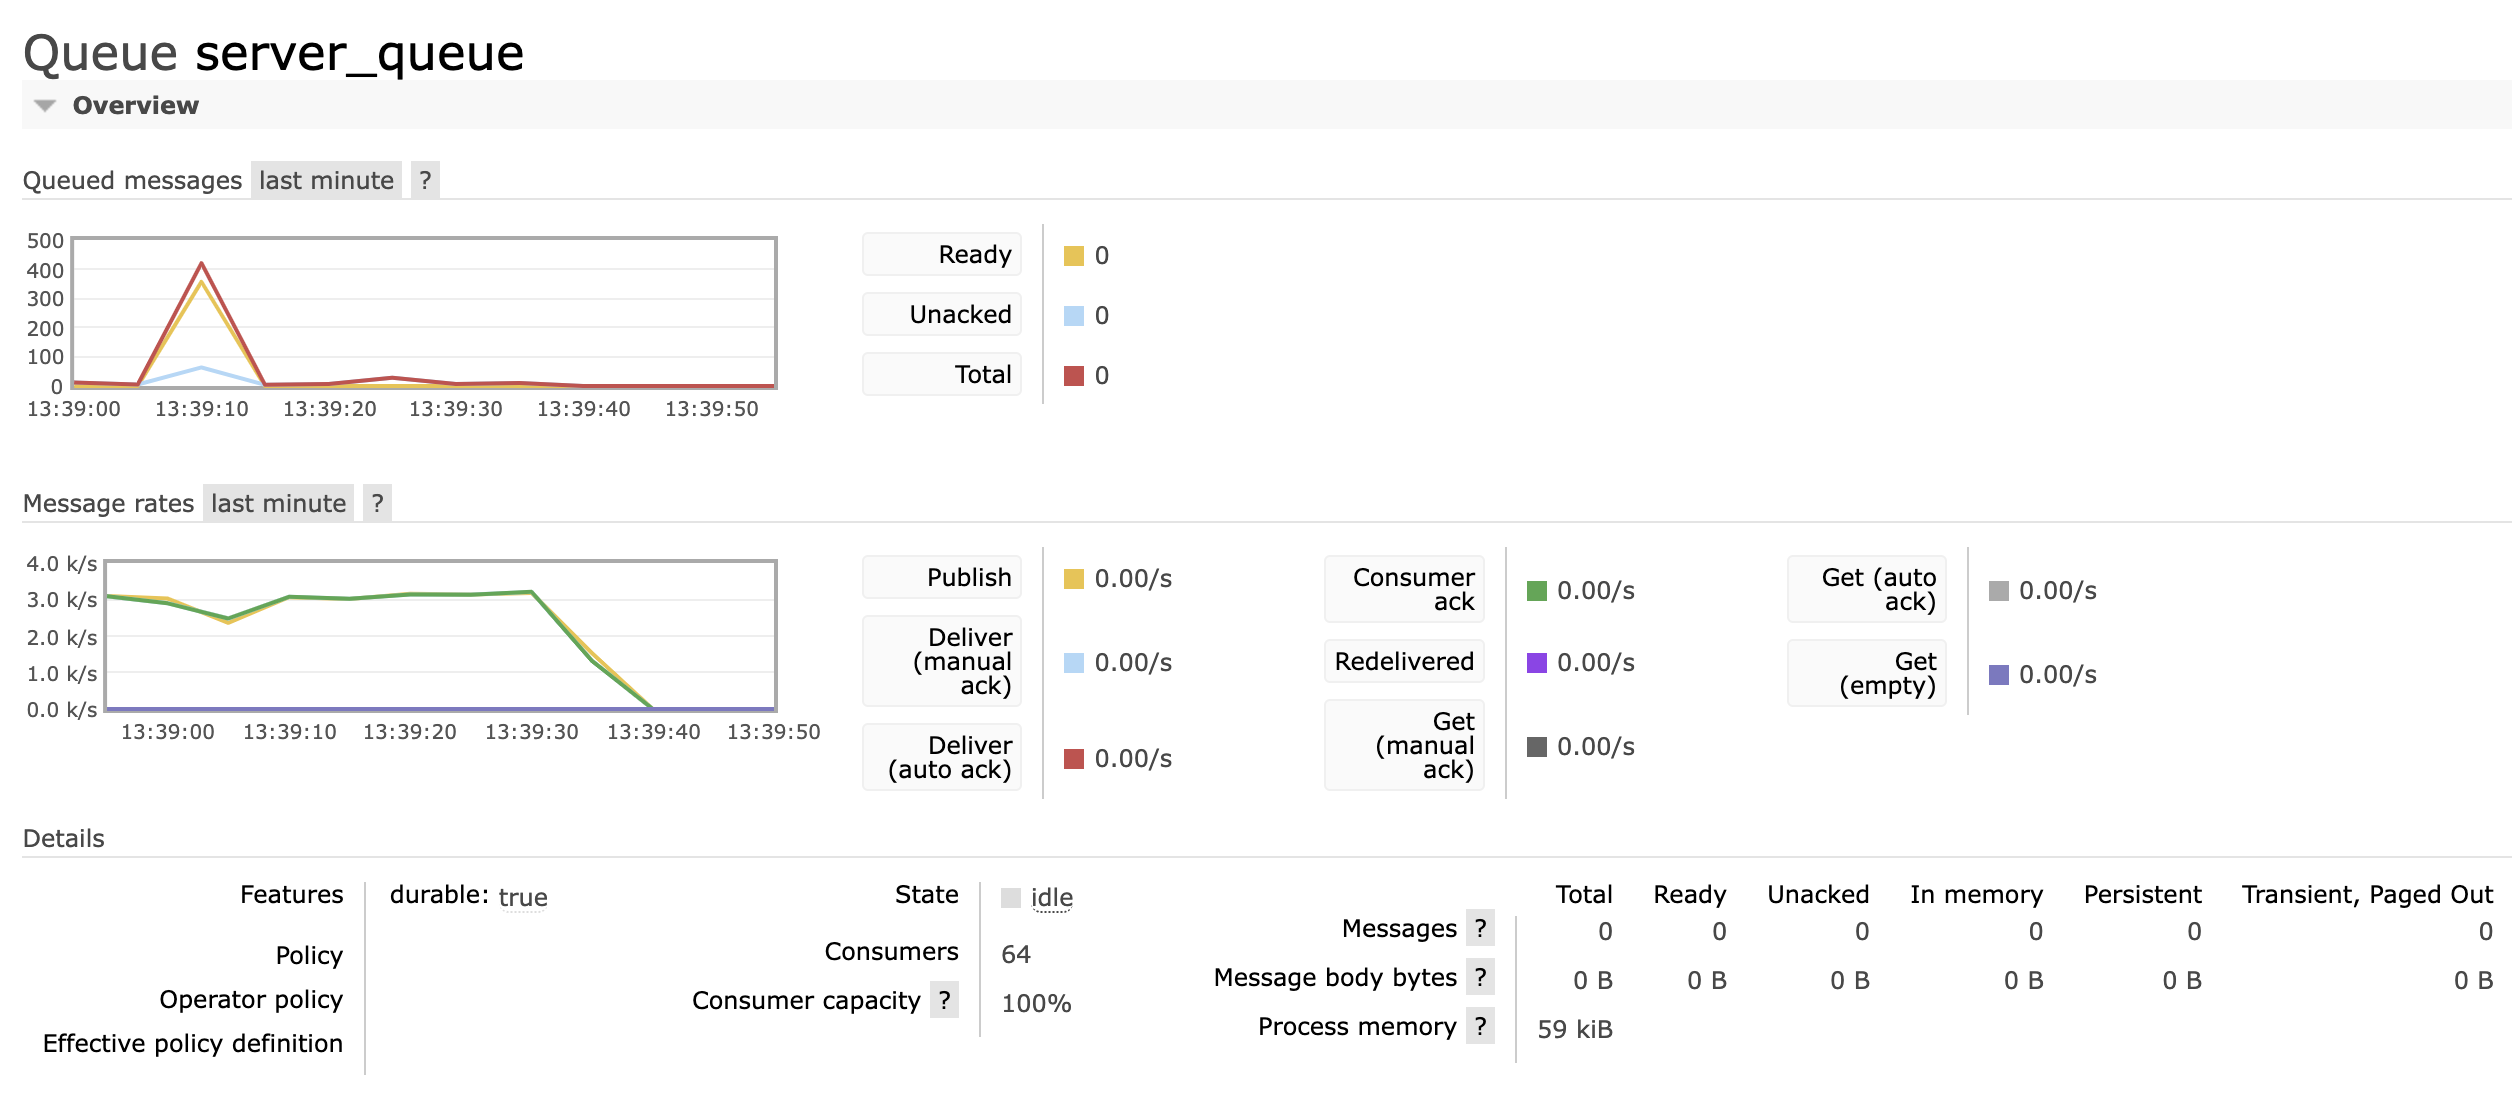 Queue server_queue
Overview
Queued messages last minute ?
500
400
300
200
100
0
13:39:00 13:39:10 13:39:20 13:39:30 13:39:40 13:39:50
Ready 0
Unacked 0
Total 0
Message rates last minute ?
4.0 k/s
3.0 k/s
2.0 k/s
1.0 k/s
0.0 k/s
13:39:00 13:39:10 13:39:20 13:39:30 13:39:40 13:39:50
Publish 0.00/s
Deliver
(manual 0.00/s
ack)
Deliver
(auto ack) 0.00/s
Consumer
ack 0.00/s
Redelivered 0.00/s
Get
(manual 0.00/s
ack)
Get (auto
ack) 0.00/s
Get
(empty) 0.00/s
Details
Features durable: true
Policy
Operator policy
Effective policy definition
State idle
Consumers 64
Consumer capacity ? 100%
Total Ready Unacked In memory Persistent Transient, Paged Out
Messages ? 0 0 0 0 0 0
Message body bytes ? 0 B 0 B 0 B 0 B 0 B 0 B
Process memory ? 59 kiB